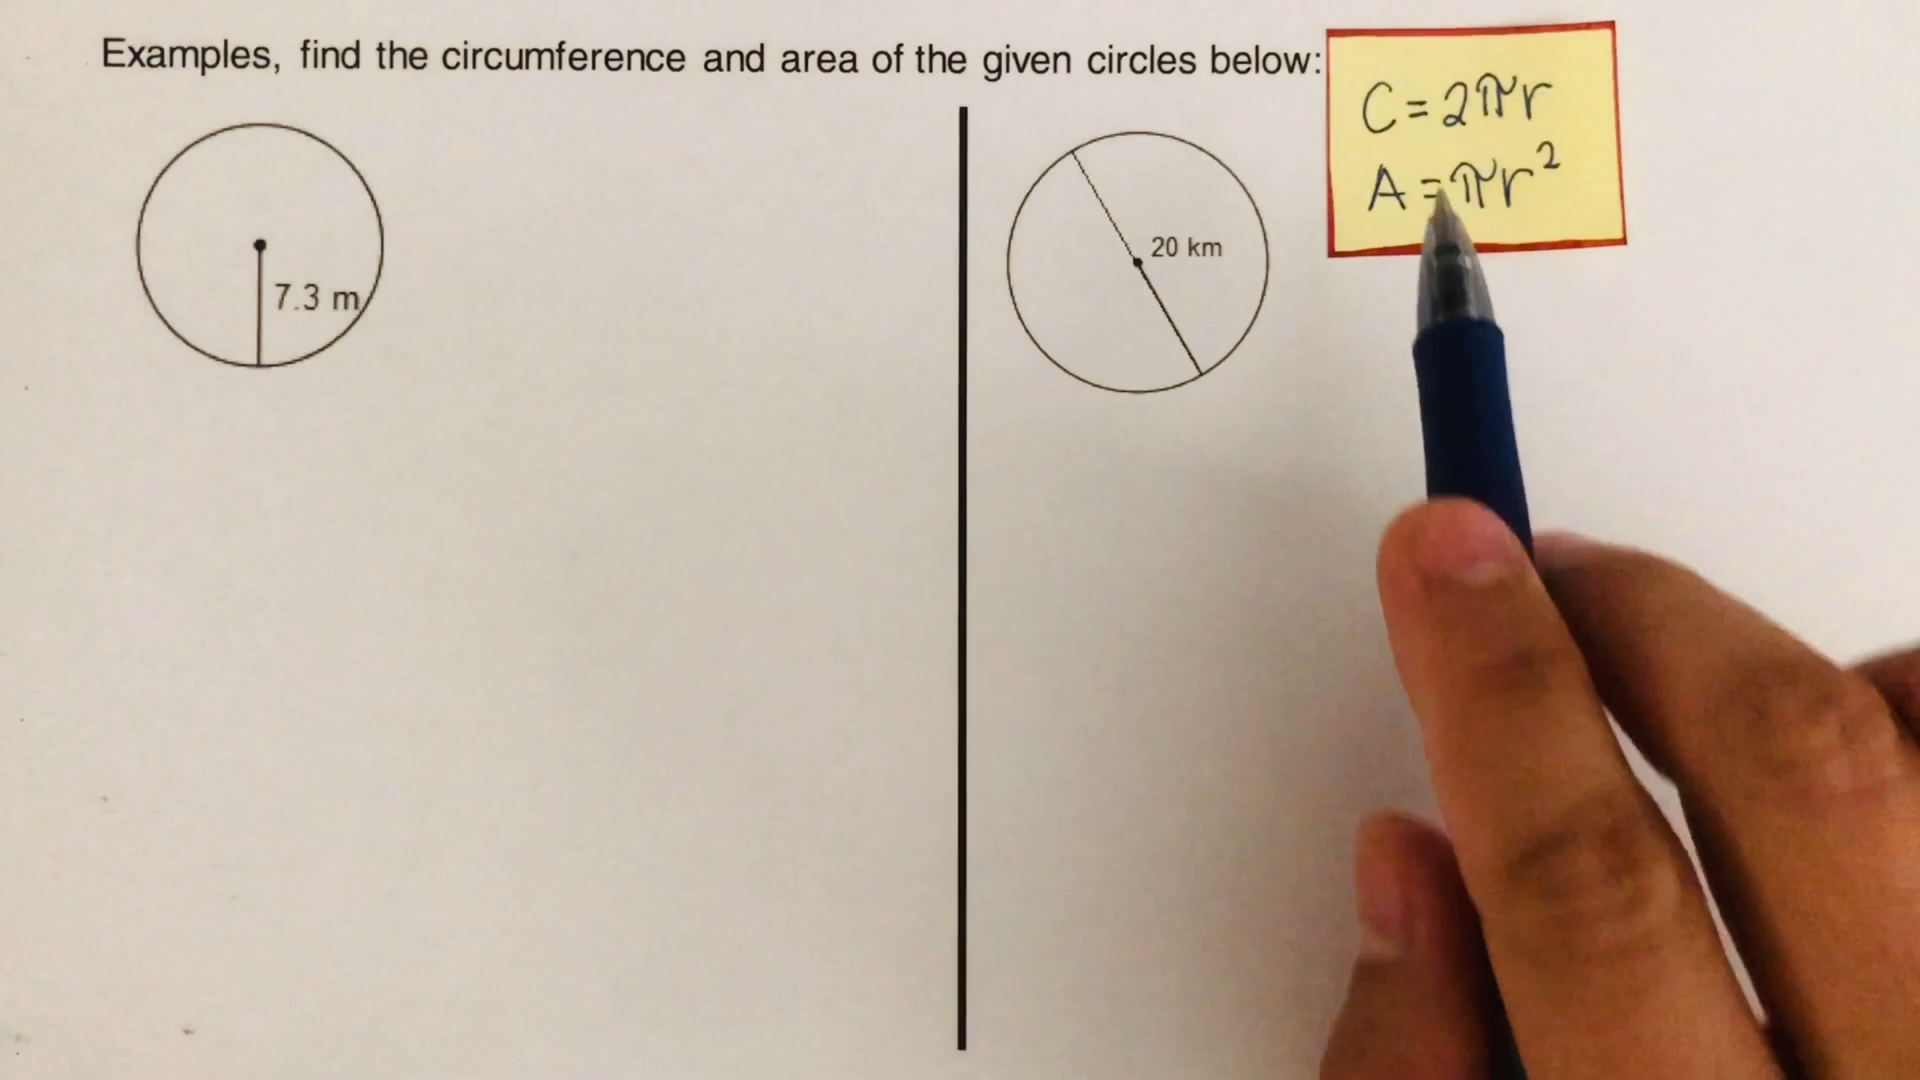 Examples, find the circumference and area of the given circles below:
C = 2πr
A = πr²
7.3 m
20 km